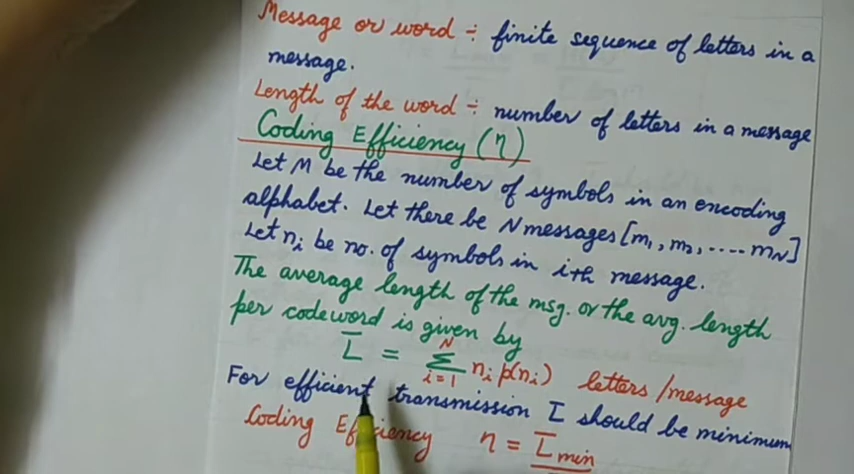 Message or word ÷ finite sequence of letters in a
message.
Length of the word ÷ number of letters in a message
Coding Efficiency (η)
Let M be the number of symbols in an encoding
alphabet. Let there be N messages [m₁, m₂, ..... m_N]
Let nᵢ be no. of symbols in ith message.
The average length of the msg. or the avg. length
per codeword is given by
L̅ = Σ_{i=1}^{N} nᵢ p(nᵢ) letters/message
For efficient transmission L̅ should be minimum
Coding Efficiency η = L̅ min